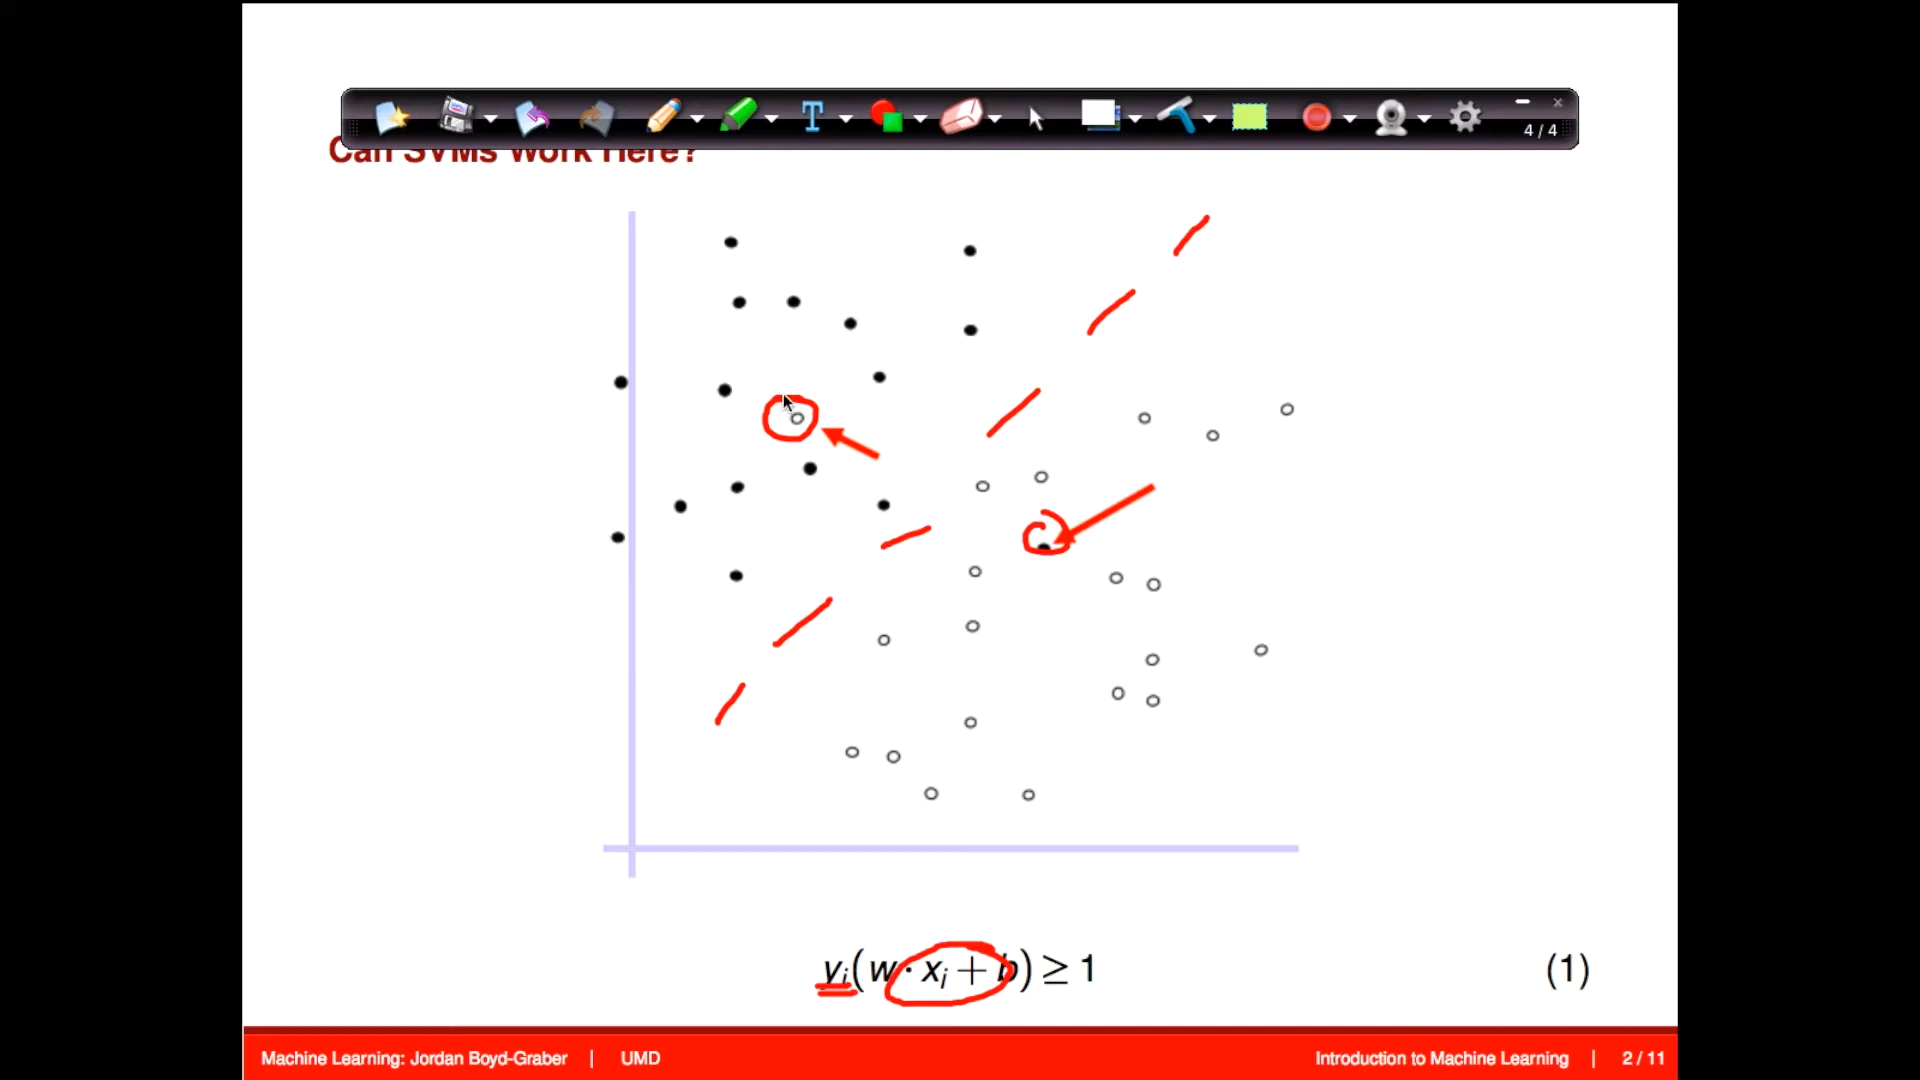 4 / 4
Can SVMs Work Here?
yᵢ(w · xᵢ + b) ≥ 1
(1)
Machine Learning: Jordan Boyd-Graber | UMD
Introduction to Machine Learning | 2 / 11